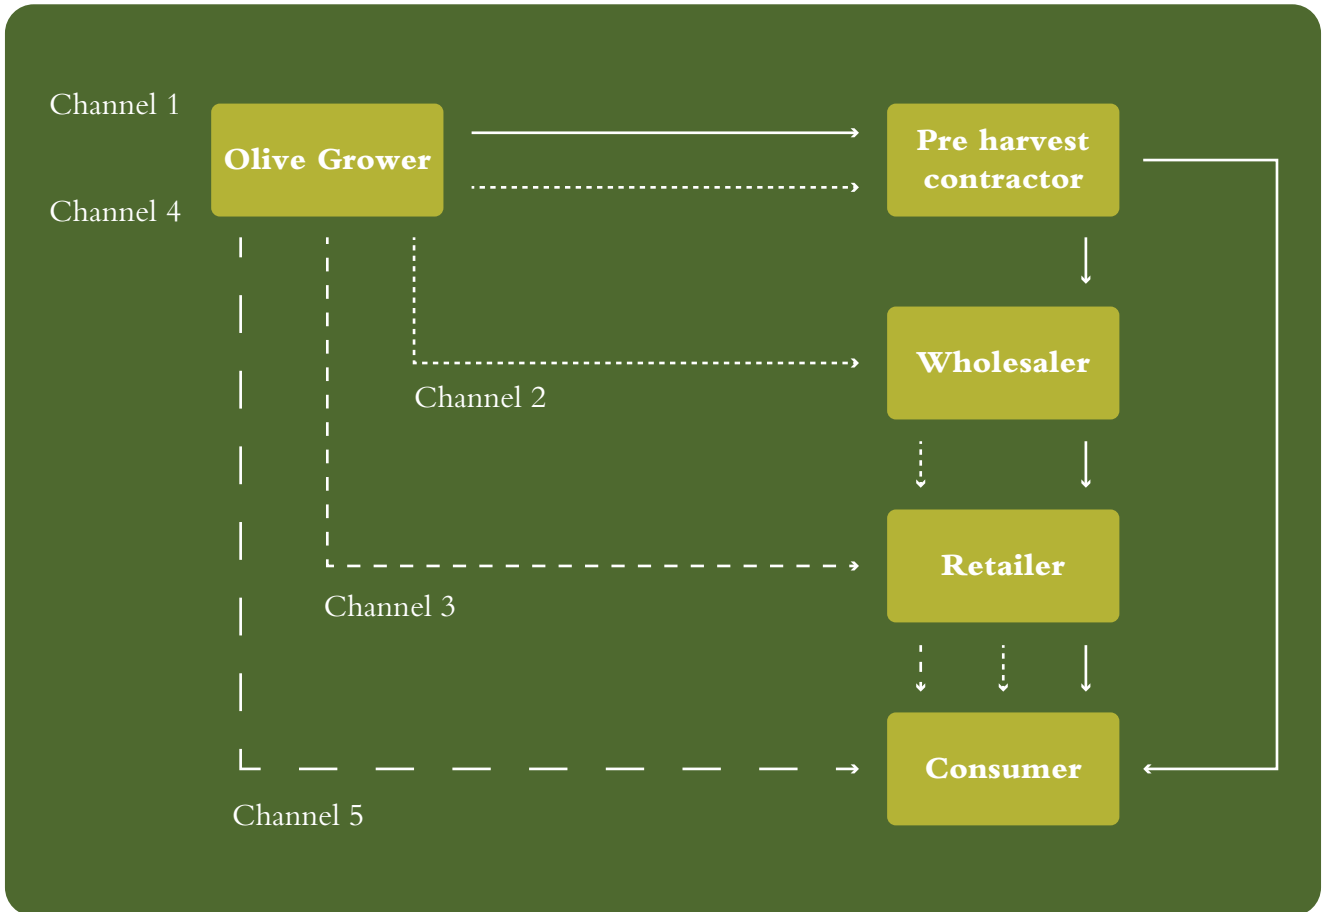 Channel 1
Olive Grower
Pre harvest
contractor
Channel 4
Wholesaler
Channel 2
Retailer
Channel 3
Consumer
Channel 5